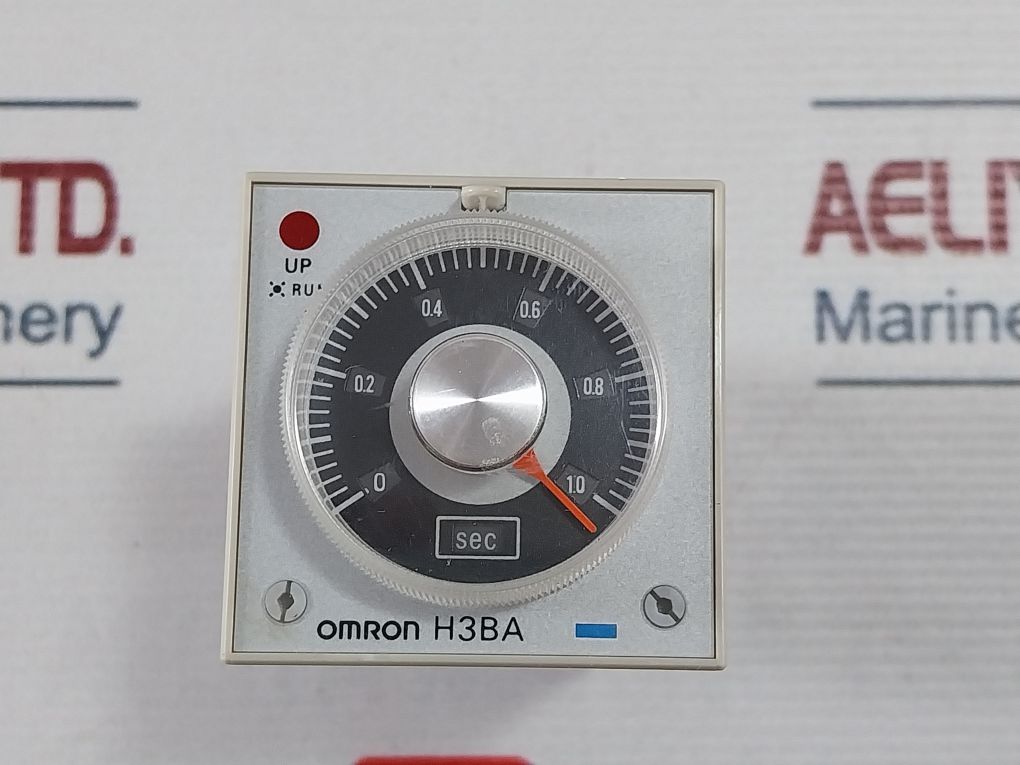 TD.
AELI
Marine
UP
RU
0.4
0.6
0.2
0.8
0
1.0
sec
OMRON H3BA